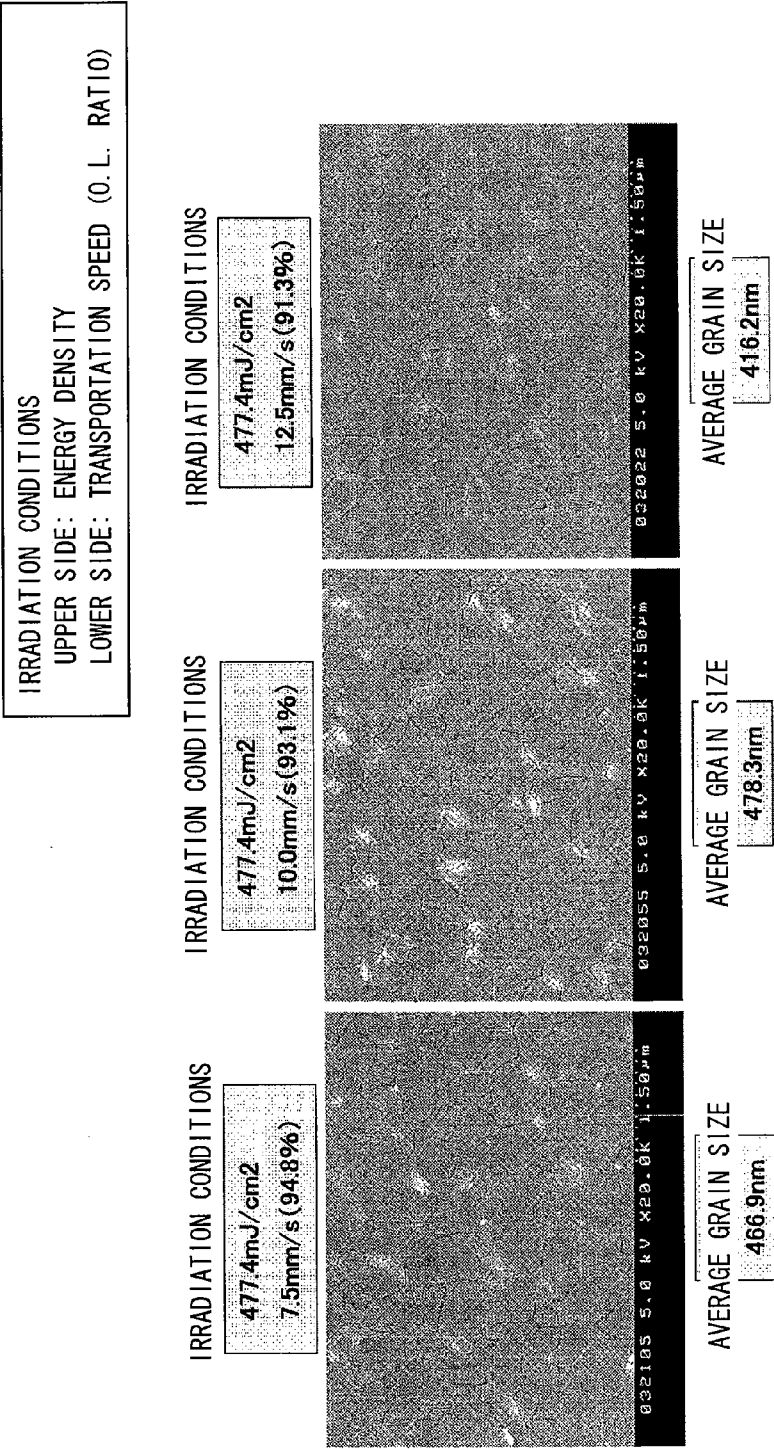 IRRADIATION CONDITIONS
UPPER SIDE: ENERGY DENSITY
LOWER SIDE: TRANSPORTATION SPEED (O.L. RATIO)
IRRADIATION CONDITIONS
477.4mJ/cm2
7.5mm/s(94.8%)
032105 5.0 kV X20.0K 1.50µm
AVERAGE GRAIN SIZE
466.9nm
IRRADIATION CONDITIONS
477.4mJ/cm2
10.0mm/s(93.1%)
032055 5.0 kV X20.0K 1.50µm
AVERAGE GRAIN SIZE
478.3nm
IRRADIATION CONDITIONS
477.4mJ/cm2
12.5mm/s(91.3%)
032022 5.0 kV X20.0K 1.50µm
AVERAGE GRAIN SIZE
416.2nm